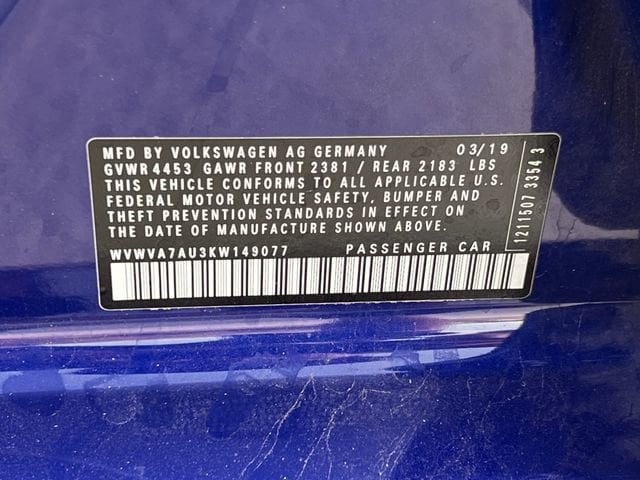 MFD BY VOLKSWAGEN AG GERMANY 03/19
GVWR 4453 GAWR FRONT 2381 / REAR 2183 LBS
THIS VEHICLE CONFORMS TO ALL APPLICABLE U.S.
FEDERAL MOTOR VEHICLE SAFETY, BUMPER AND
THEFT PREVENTION STANDARDS IN EFFECT ON
THE DATE OF MANUFACTURE SHOWN ABOVE.
WVWVA7AU3KW149077 PASSENGER CAR
1211507 3354 3